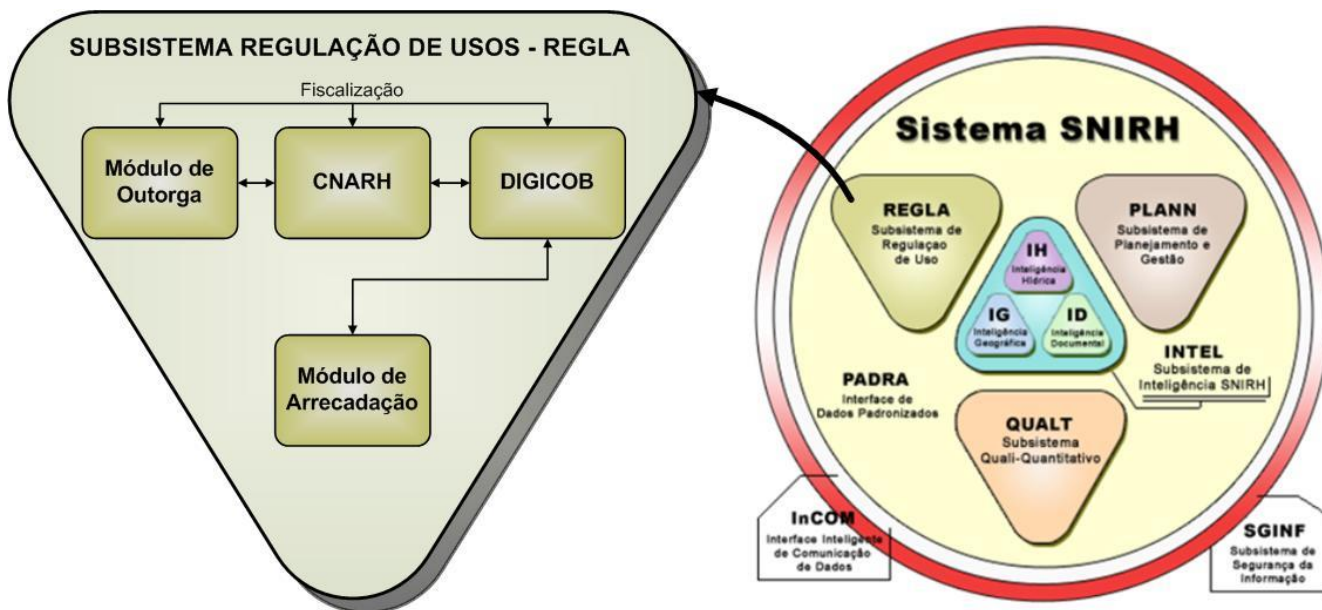 SUBSISTEMA REGULAÇÃO DE USOS - REGLA
Fiscalização
Módulo de
Outorga
CNARH
DIGICOB
Módulo de
Arrecadação
Sistema SNIRH
REGLA
Subsistema de
Regulaçao
de Uso
PLANN
Subsistema de
Planejamento e
Gestão
IH
Inteligência
Hídrica
IG
Inteligência
Geográfica
ID
Inteligência
Documental
INTEL
Subsistema de
Inteligência SNIRH
PADRA
Interface de
Dados Padronizados
QUALT
Subsistema
Quali-Quantitativo
InCOM
Interface Inteligente
de Comunicação
de Dados
SGINF
Subsistema de
Segurança da
Informação